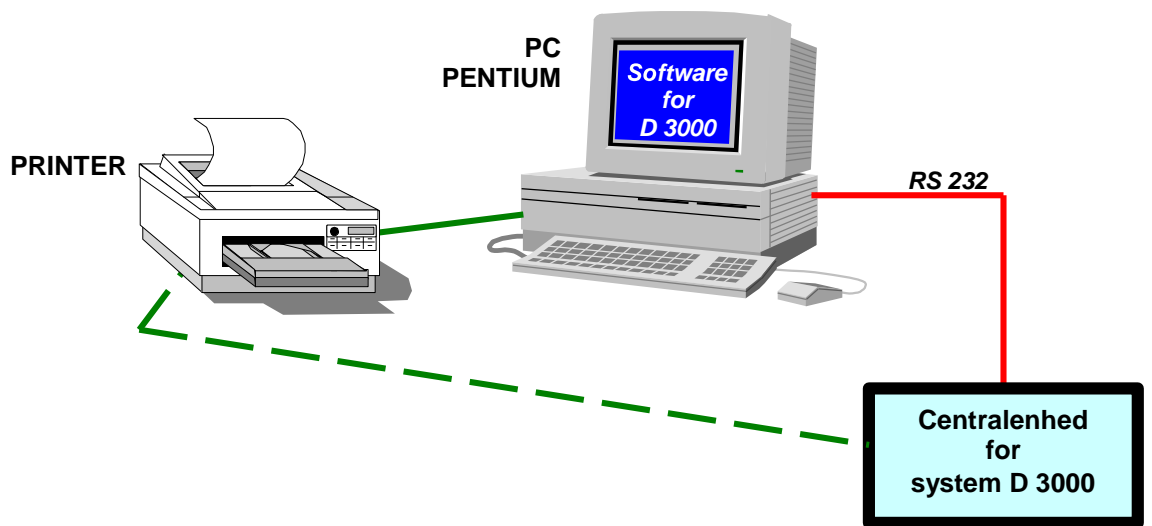 PC
PENTIUM
Software
for
D 3000
PRINTER
RS 232
Centralenhed
for
system D 3000